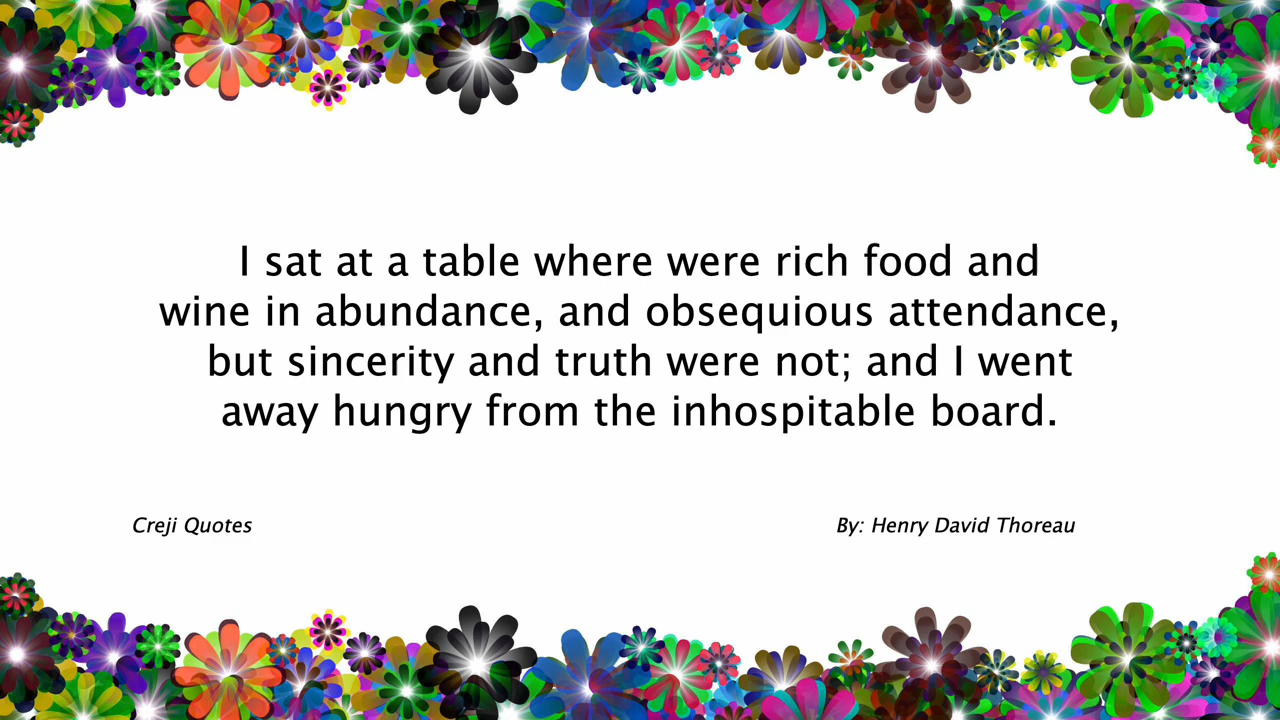 I sat at a table where were rich food and
wine in abundance, and obsequious attendance,
but sincerity and truth were not; and I went
away hungry from the inhospitable board.
Creji Quotes
By: Henry David Thoreau